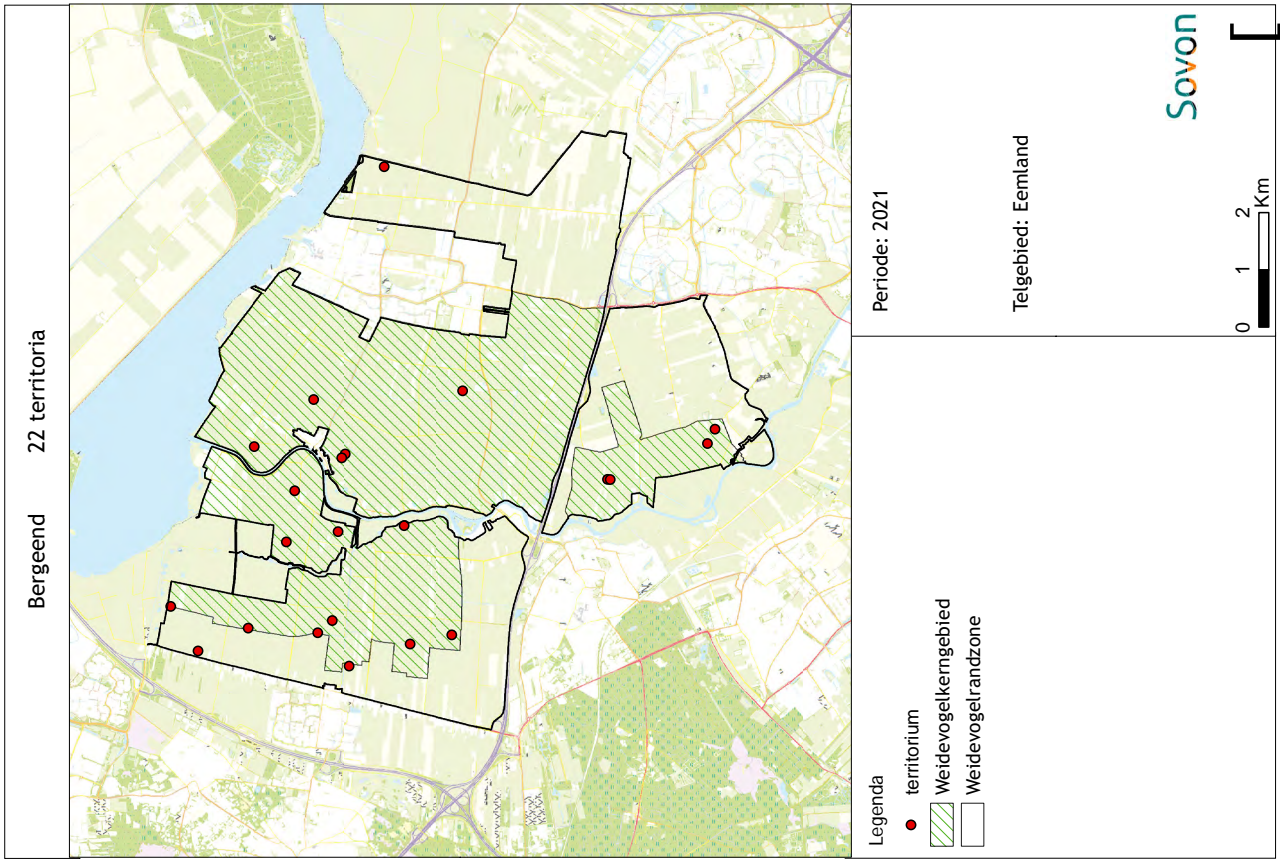 Bergeend 22 territoria
Legenda
territorium
Weidevogelkerngebied
Weidevogelrandzone
Periode: 2021
Telgebied: Eemland
0 1 2
Km
Sovon